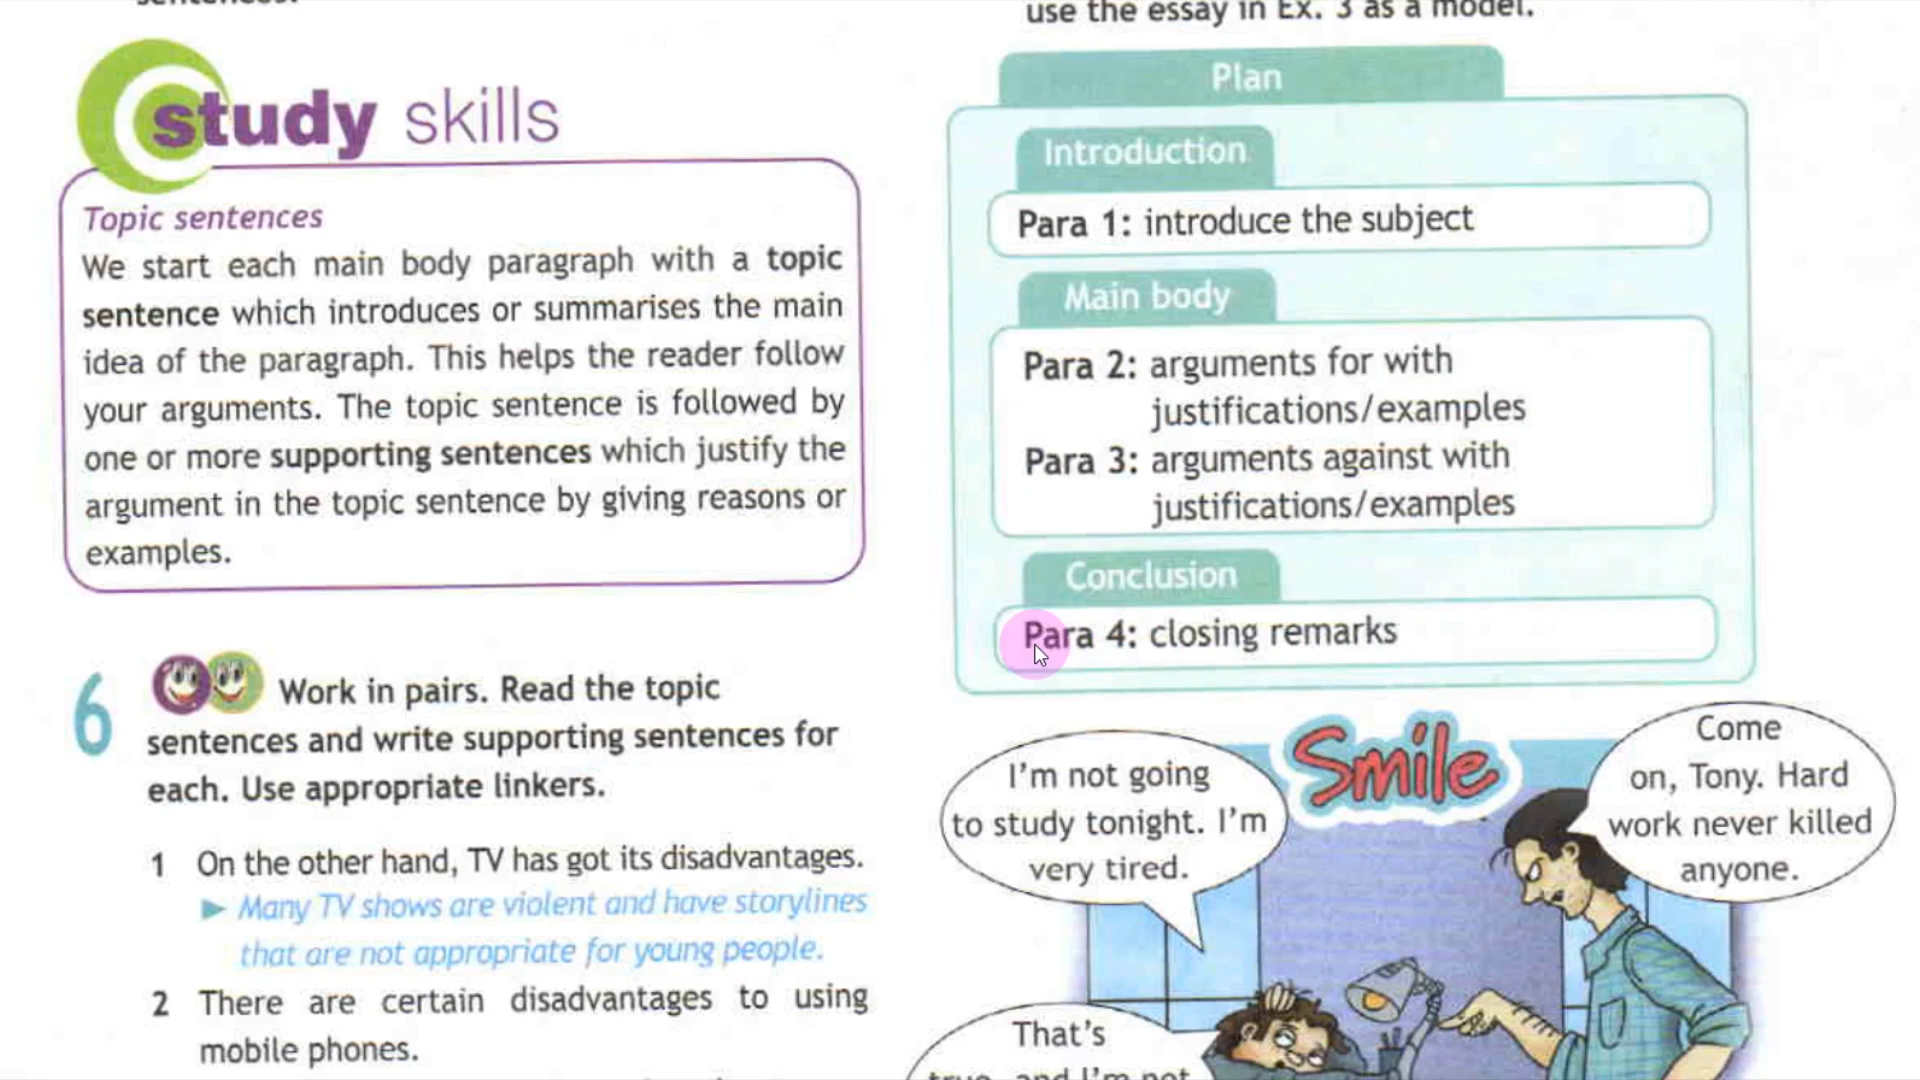 study skills
Topic sentences
We start each main body paragraph with a topic
sentence which introduces or summarises the main
idea of the paragraph. This helps the reader follow
your arguments. The topic sentence is followed by
one or more supporting sentences which justify the
argument in the topic sentence by giving reasons or
examples.
6 Work in pairs. Read the topic
sentences and write supporting sentences for
each. Use appropriate linkers.
1 On the other hand, TV has got its disadvantages.
► Many TV shows are violent and have storylines
that are not appropriate for young people.
2 There are certain disadvantages to using
mobile phones.
use the essay in Ex. 3 as a model.
Plan
Introduction
Para 1: introduce the subject
Main body
Para 2: arguments for with
justifications/examples
Para 3: arguments against with
justifications/examples
Conclusion
Para 4: closing remarks
Smile
I'm not going
to study tonight. I'm
very tired.
Come
on, Tony. Hard
work never killed
anyone.
That's
and I'm not